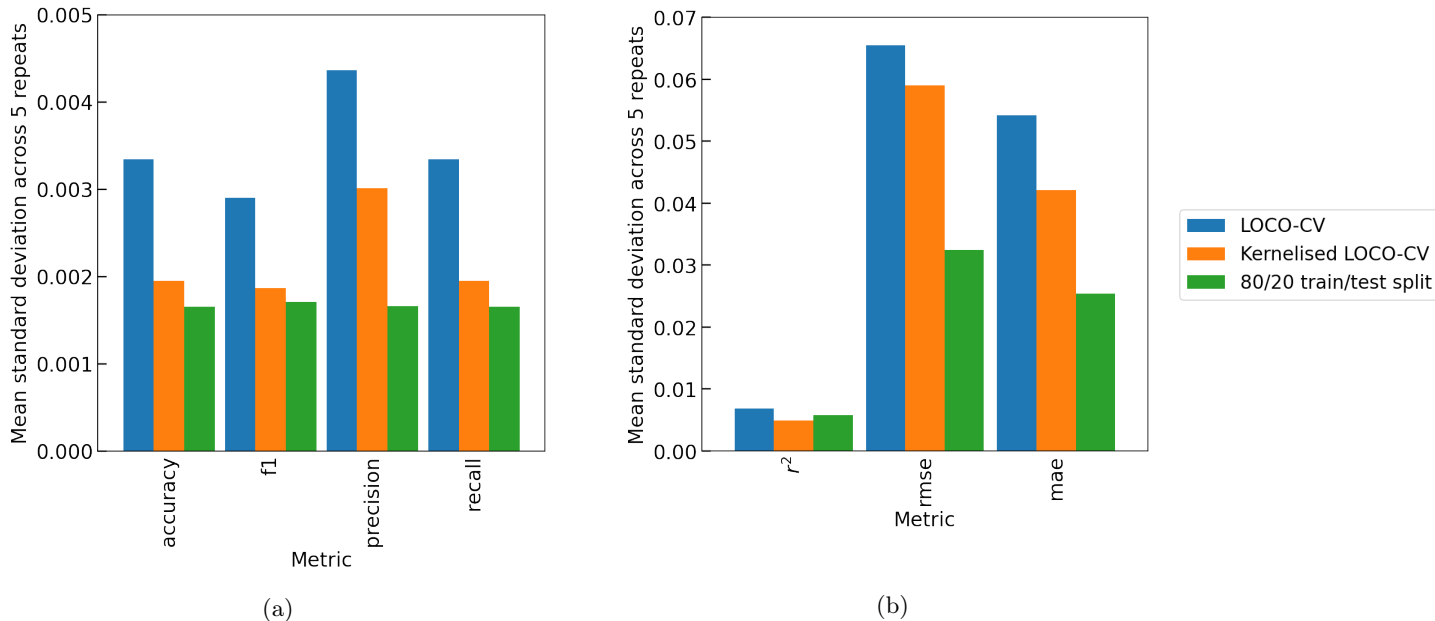 Mean standard deviation across 5 repeats
0.005
0.004
0.003
0.002
0.001
0.000
accuracy
f1
precision
recall
Metric
(a)
Mean standard deviation across 5 repeats
0.07
0.06
0.05
0.04
0.03
0.02
0.01
0.00
r²
rmse
mae
Metric
(b)
LOCO-CV
Kernelised LOCO-CV
80/20 train/test split